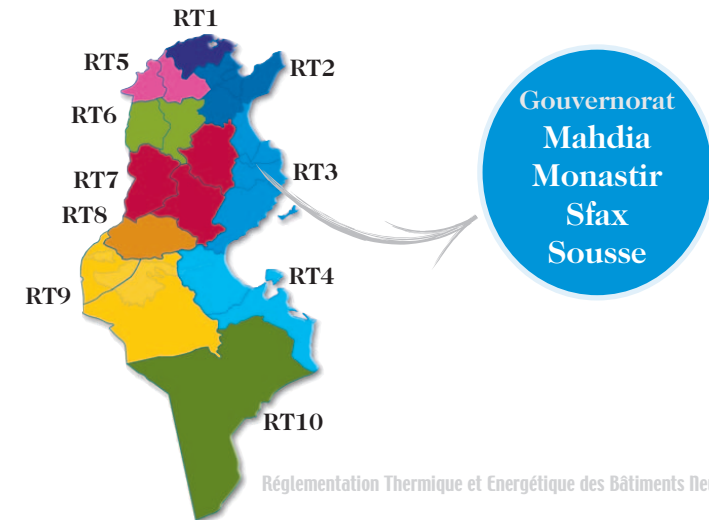 RT1
RT5
RT2
RT6
RT7
RT3
RT8
RT9
RT4
RT10
Gouvernorat
Mahdia
Monastir
Sfax
Sousse
Réglementation Thermique et Energétique des Bâtiments